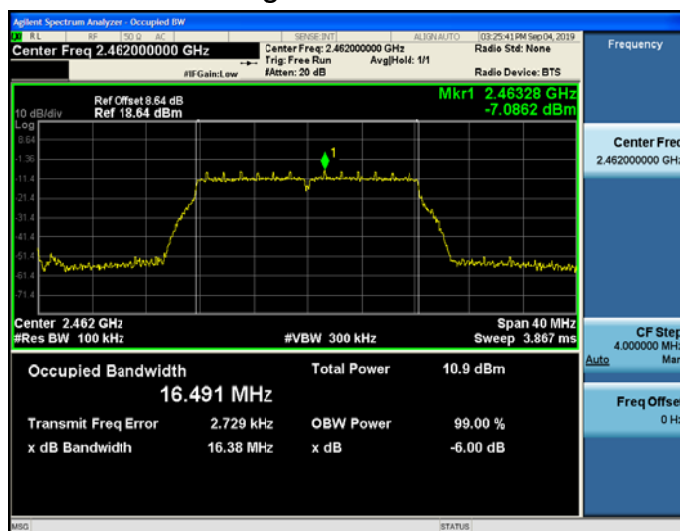 Agilent Spectrum Analyzer - Occupied BW
RL RF 50 Ω AC SENSE:INT ALIGN AUTO 03:25:41 PM Sep 04, 2019
Center Freq 2.462000000 GHz
Center Freq: 2.462000000 GHz
Radio Std: None
Trig: Free Run Avg|Hold: 1/1
#IFGain:Low #Atten: 20 dB Radio Device: BTS
Frequency
Mkr1 2.46328 GHz
-7.0862 dBm
Ref Offset 8.64 dB
10 dB/div Ref 18.64 dBm
Log
8.64
-1.36
-11.4
-21.4
-31.4
-41.4
-51.4
-61.4
-71.4
1
Center 2.462 GHz Span 40 MHz
#Res BW 100 kHz #VBW 300 kHz Sweep 3.867 ms
Occupied Bandwidth Total Power 10.9 dBm
16.491 MHz
Transmit Freq Error 2.729 kHz OBW Power 99.00 %
x dB Bandwidth 16.38 MHz x dB -6.00 dB
Center Freq
2.462000000 GHz
CF Step
4.000000 MHz
Auto Man
Freq Offset
0 Hz
MSG STATUS